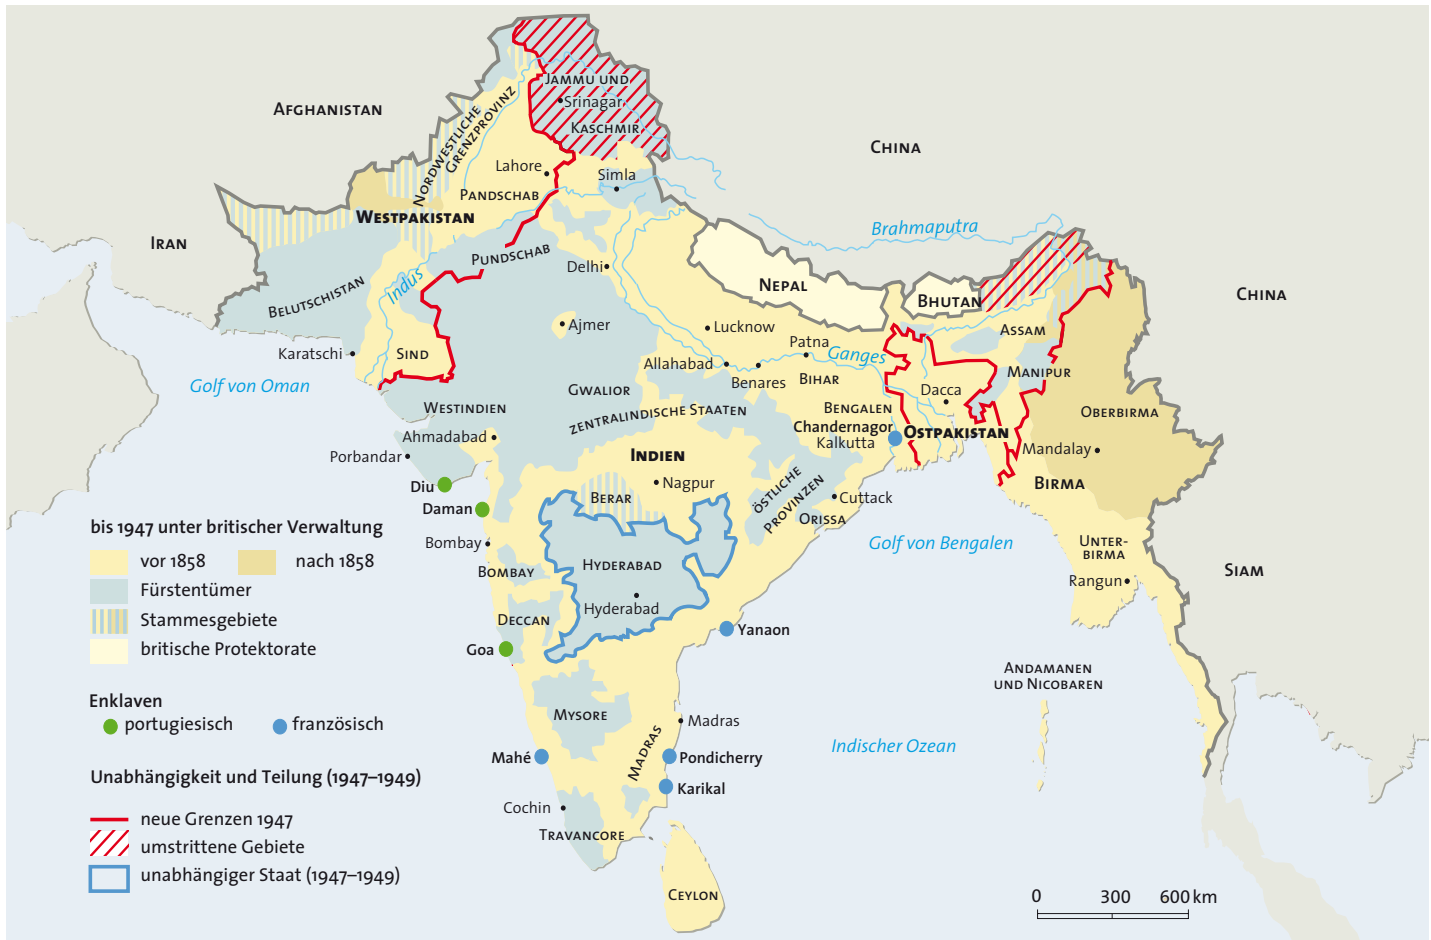 Afghanistan
Iran
China
China
Siam
Jammu und
Srinagar
Kaschmir
Nordwestliche
Grenzprovinz
Lahore
Simla
Pandschab
Westpakistan
Pundschab
Belutschistan
Indus
Delhi
Brahmaputra
Nepal
Bhutan
Assam
Ajmer
Lucknow
Patna
Ganges
Karatschi
Sind
Allahabad
Benares
Bihar
Manipur
Golf von Oman
Gwalior
Dacca
Westindien
Zentralindische Staaten
Bengalen
Chandernagor
Kalkutta
Ostpakistan
Oberbirma
Ahmadabad
Porbandar
Indien
Mandalay
Diu
Daman
Nagpur
Berar
Östliche
Provinzen
Cuttack
Orissa
Birma
Bombay
Bombay
Golf von Bengalen
Unter-
birma
Rangun
Hyderabad
Hyderabad
Deccan
Goa
Yanaon
Andamanen
und Nicobaren
Mysore
Madras
Madras
Indischer Ozean
Mahé
Pondicherry
Karikal
Cochin
Travancore
Ceylon
bis 1947 unter britischer Verwaltung
vor 1858
nach 1858
Fürstentümer
Stammesgebiete
britische Protektorate
Enklaven
portugiesisch
französisch
Unabhängigkeit und Teilung (1947–1949)
neue Grenzen 1947
umstrittene Gebiete
unabhängiger Staat (1947–1949)
0 300 600 km